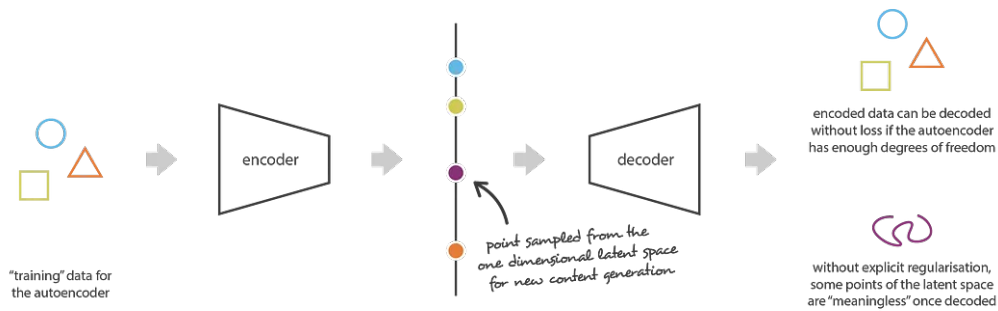 encoder
decoder
encoded data can be decoded
without loss if the autoencoder
has enough degrees of freedom
point sampled from the
one dimensional latent space
for new content generation
“training” data for
the autoencoder
without explicit regularisation,
some points of the latent space
are “meaningless” once decoded